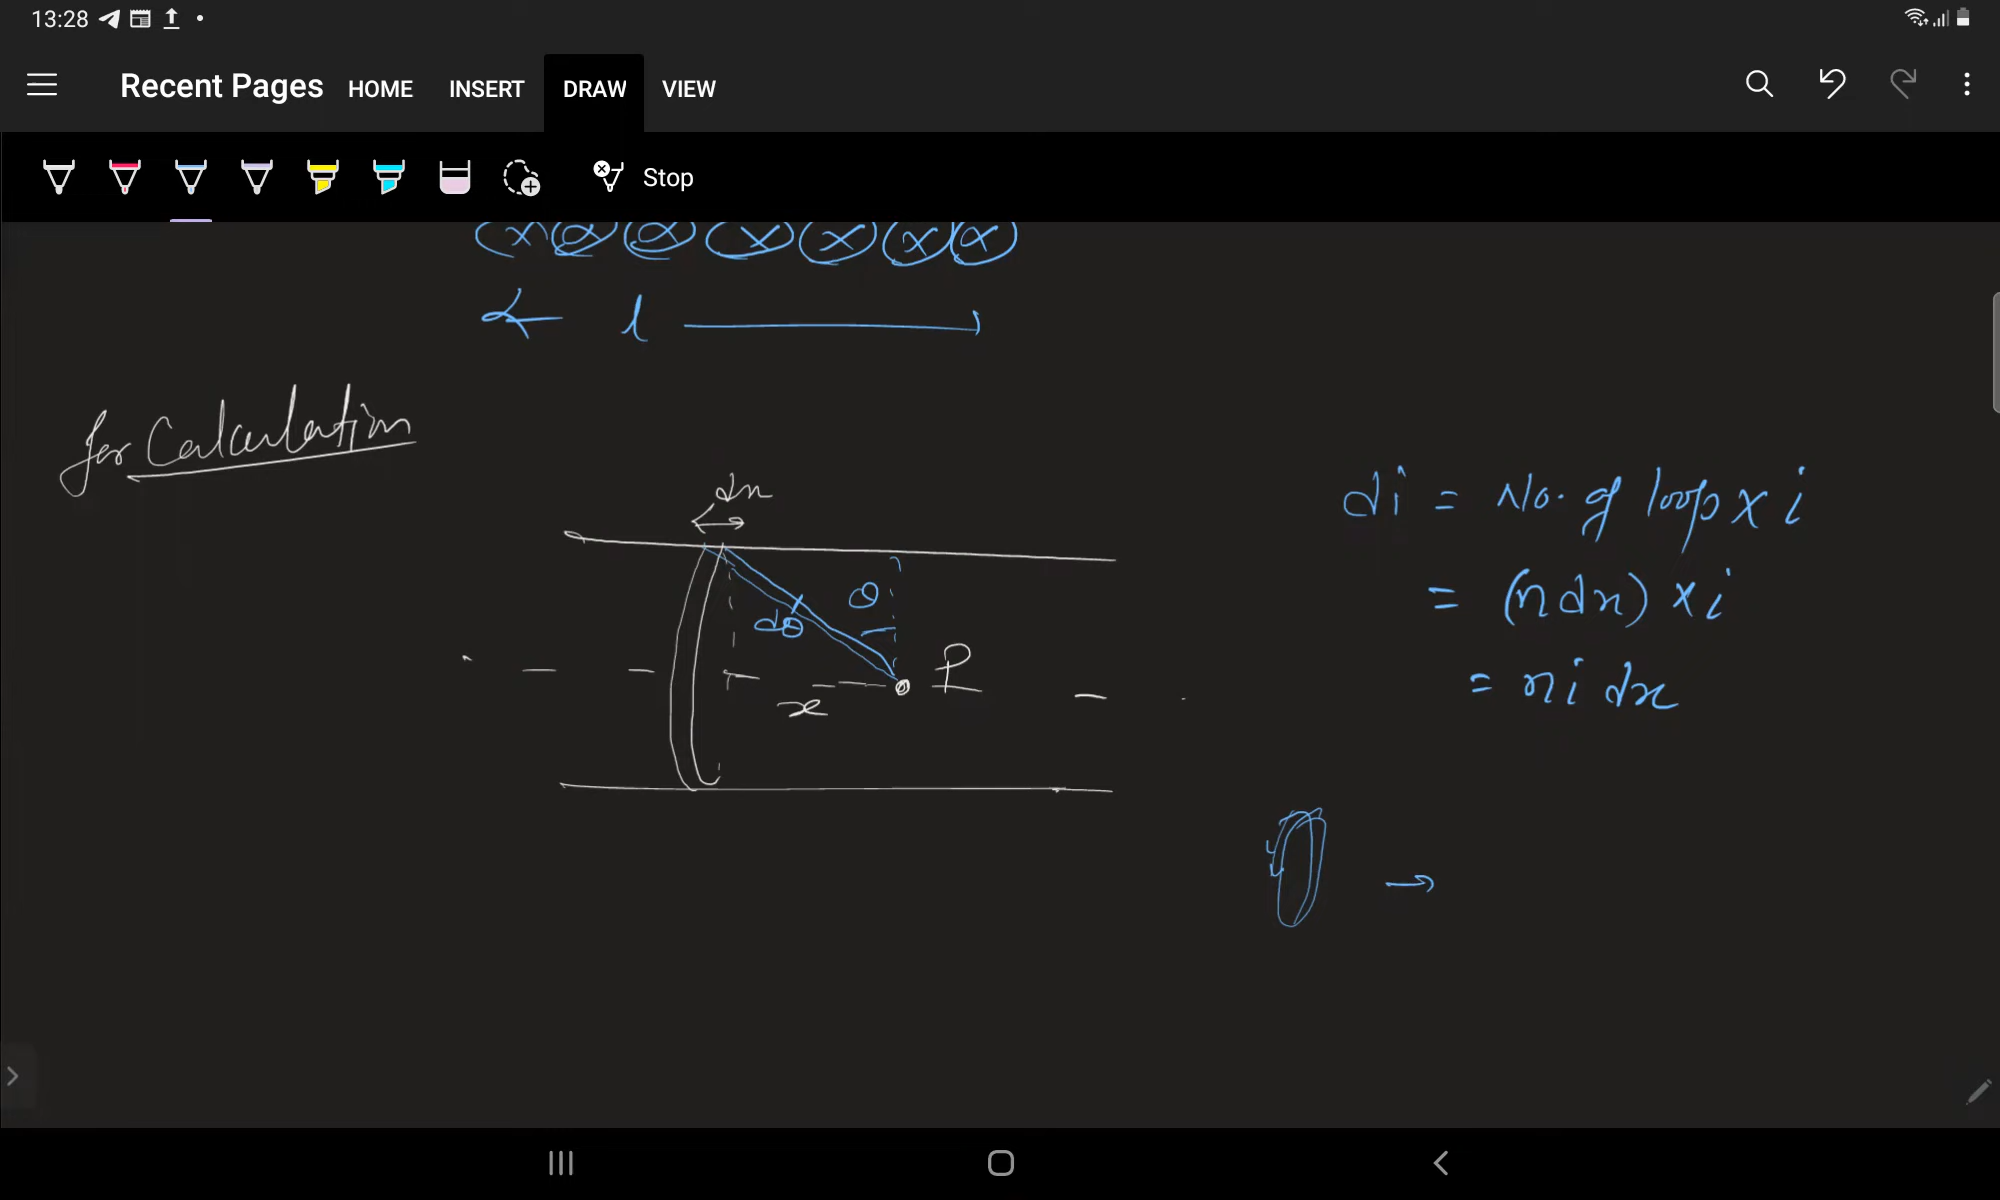 13:28
Recent Pages HOME INSERT DRAW VIEW
Stop
x x x x x x x
l
for Calculation
dx
di = No. of loop x i
θ
dθ
= (n dx) x i
P
x
= n i dx